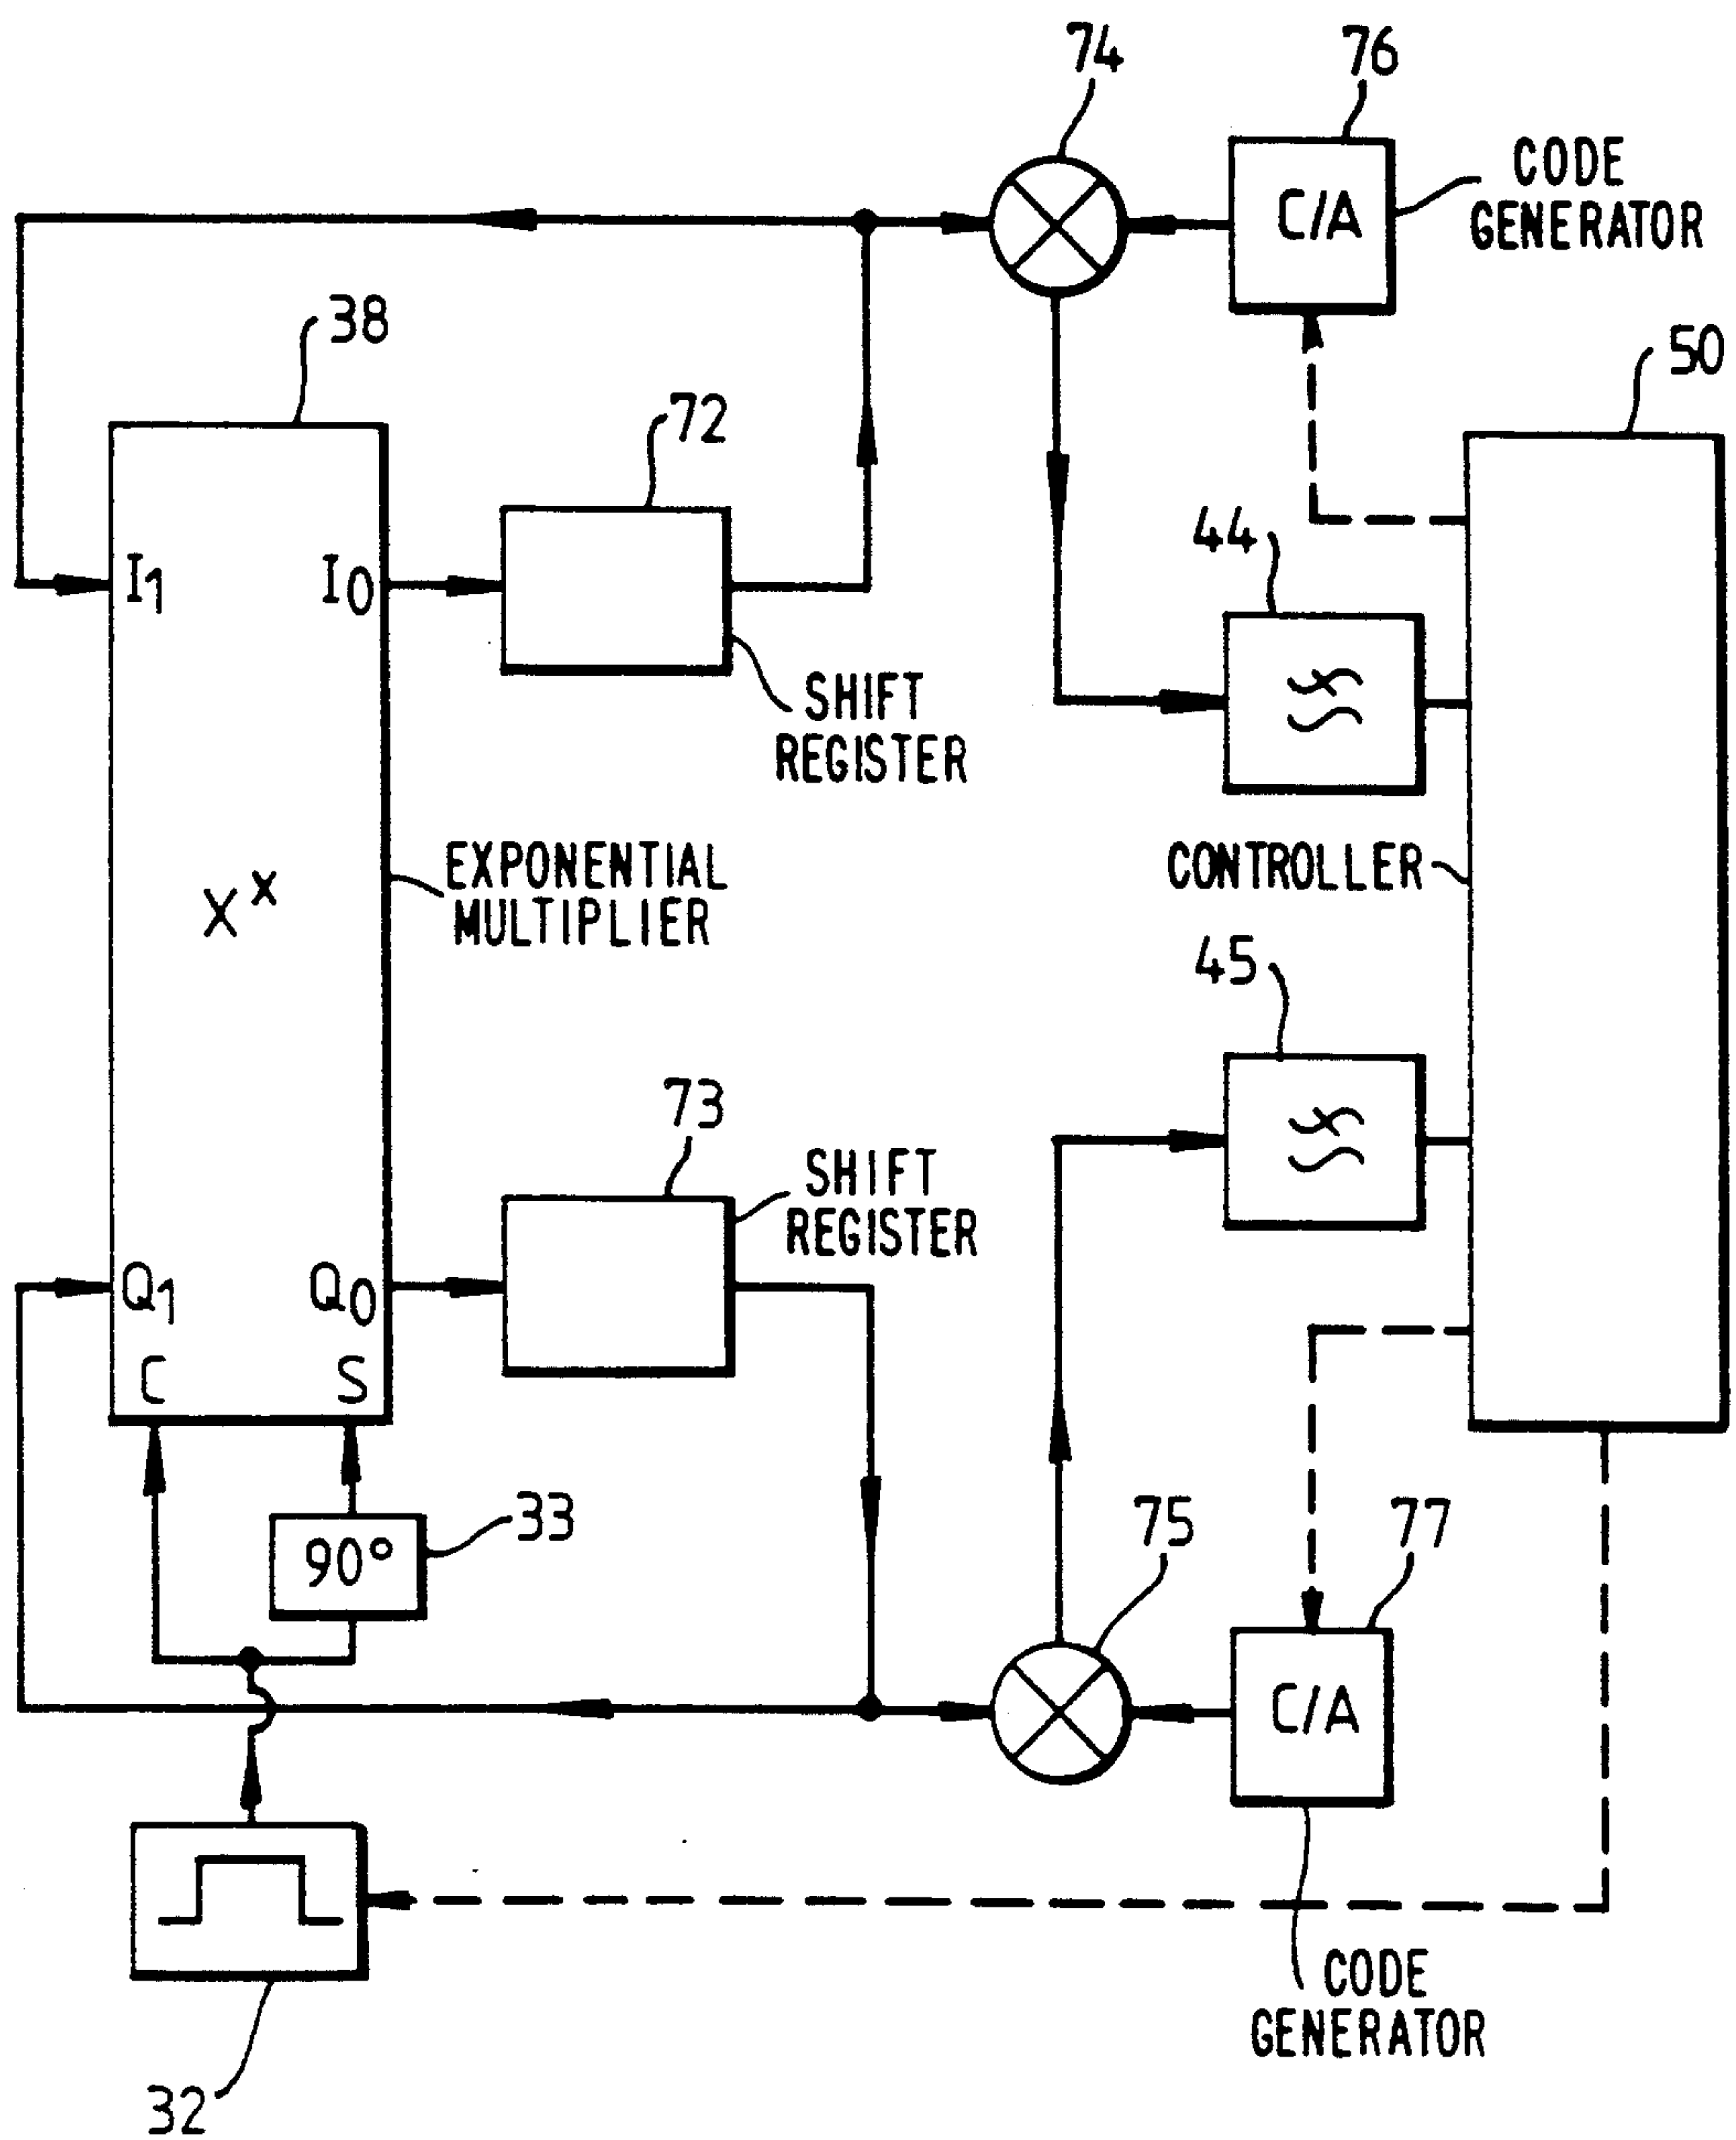 74
76
C/A
CODE
GENERATOR
38
72
50
44
I1
I0
SHIFT
REGISTER
EXPONENTIAL
MULTIPLIER
CONTROLLER
X x
45
73
SHIFT
REGISTER
Q1
Q0
C
S
33
90°
75
77
C/A
CODE
GENERATOR
32